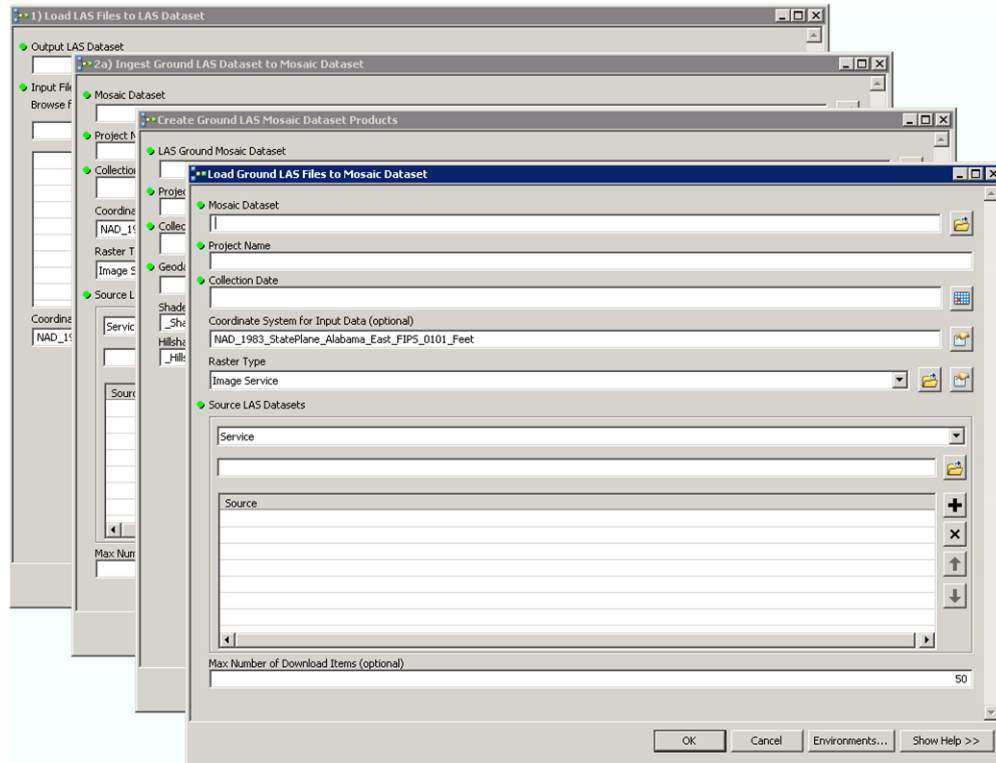 1) Load LAS Files to LAS Dataset
Output LAS Dataset
Input File
Browse f
Coordina
NAD_19
2a) Ingest Ground LAS Dataset to Mosaic Dataset
Mosaic Dataset
Project N
Collection
Coordina
NAD_19
Raster T
Image S
Source L
Servic
Sourc
Max Num
Create Ground LAS Mosaic Dataset Products
LAS Ground Mosaic Dataset
Projec
Collec
Geoda
Shade
_Sha
Hillsha
_Hills
Load Ground LAS Files to Mosaic Dataset
Mosaic Dataset
Project Name
Collection Date
Coordinate System for Input Data (optional)
NAD_1983_StatePlane_Alabama_East_FIPS_0101_Feet
Raster Type
Image Service
Source LAS Datasets
Service
Source
Max Number of Download Items (optional)
50
OK Cancel Environments... Show Help >>